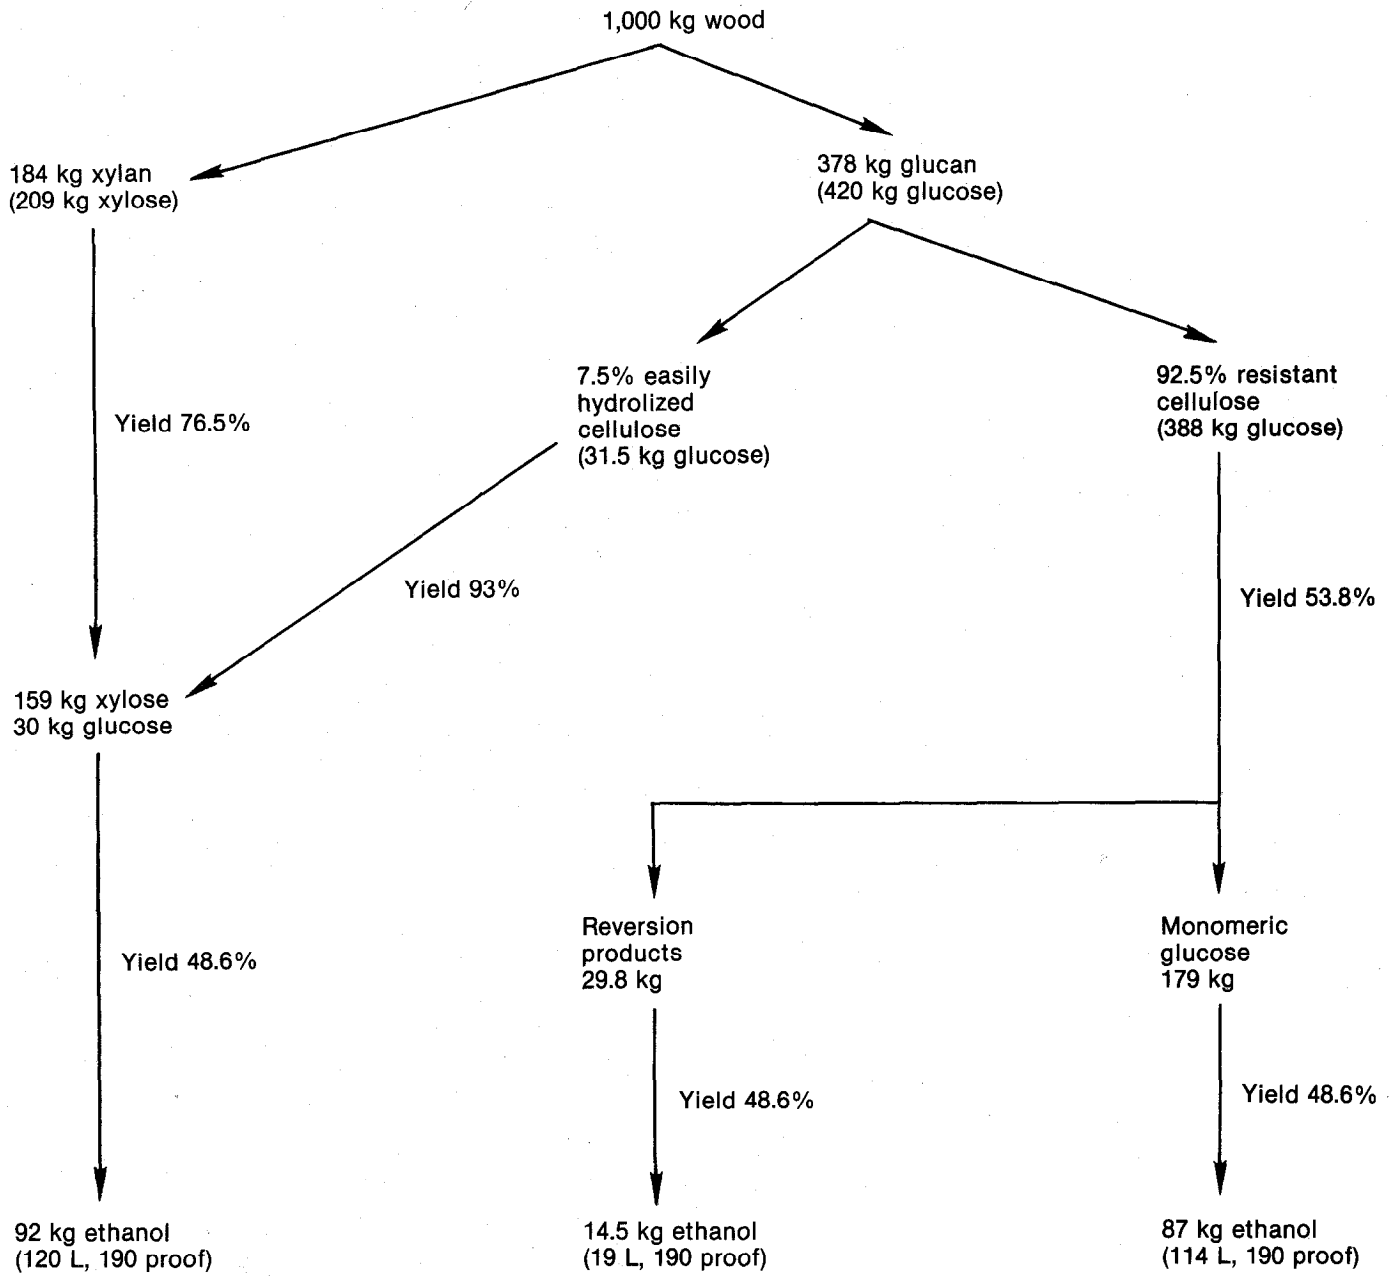 1,000 kg wood
184 kg xylan
(209 kg xylose)
378 kg glucan
(420 kg glucose)
7.5% easily
hydrolized
cellulose
(31.5 kg glucose)
92.5% resistant
cellulose
(388 kg glucose)
Yield 76.5%
Yield 93%
Yield 53.8%
159 kg xylose
30 kg glucose
Reversion
products
29.8 kg
Monomeric
glucose
179 kg
Yield 48.6%
Yield 48.6%
Yield 48.6%
92 kg ethanol
(120 L, 190 proof)
14.5 kg ethanol
(19 L, 190 proof)
87 kg ethanol
(114 L, 190 proof)